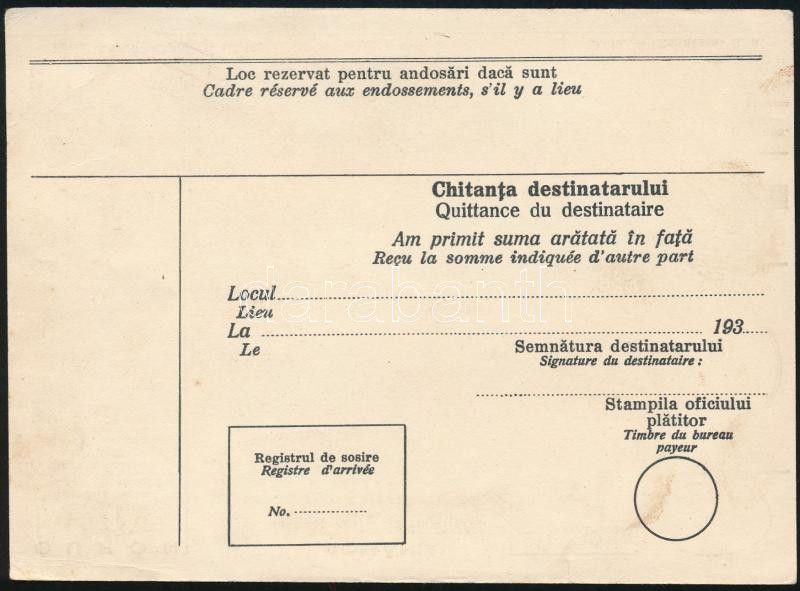 Loc rezervat pentru andosări dacă sunt
Cadre réservé aux endossements, s'il y a lieu
Chitanța destinatarului
Quittance du destinataire
Am primit suma arătată în față
Reçu la somme indiquée d'autre part
Locul
Lieu
La 193
Le
Semnătura destinatarului
Signature du destinataire :
Stampila oficiului
plătitor
Timbre du bureau
payeur
Registrul de sosire
Registre d'arrivée
No.
darabanth